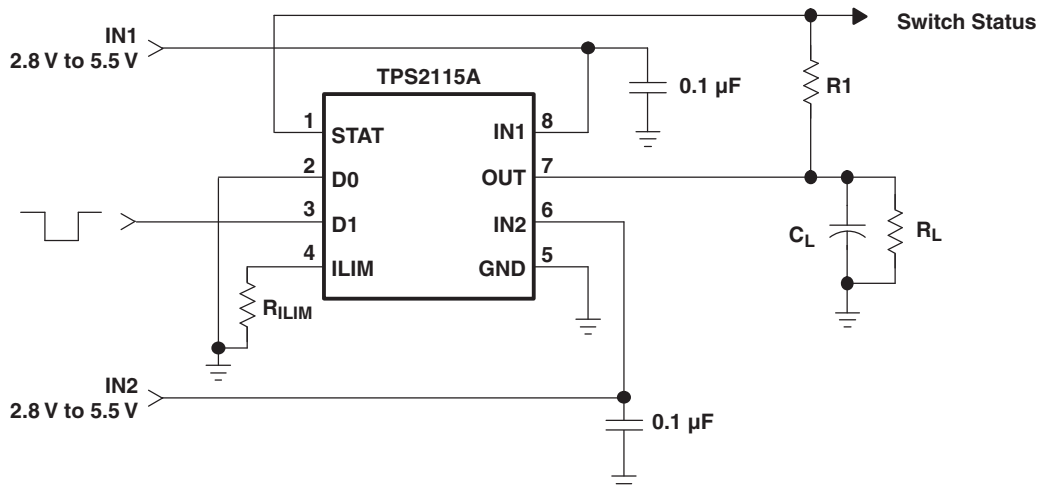 Switch Status
IN1
2.8 V to 5.5 V
TPS2115A
0.1 µF
R1
1
STAT
IN1
8
2
D0
OUT
7
3
D1
IN2
6
4
ILIM
GND
5
CL
RL
RILIM
IN2
2.8 V to 5.5 V
0.1 µF